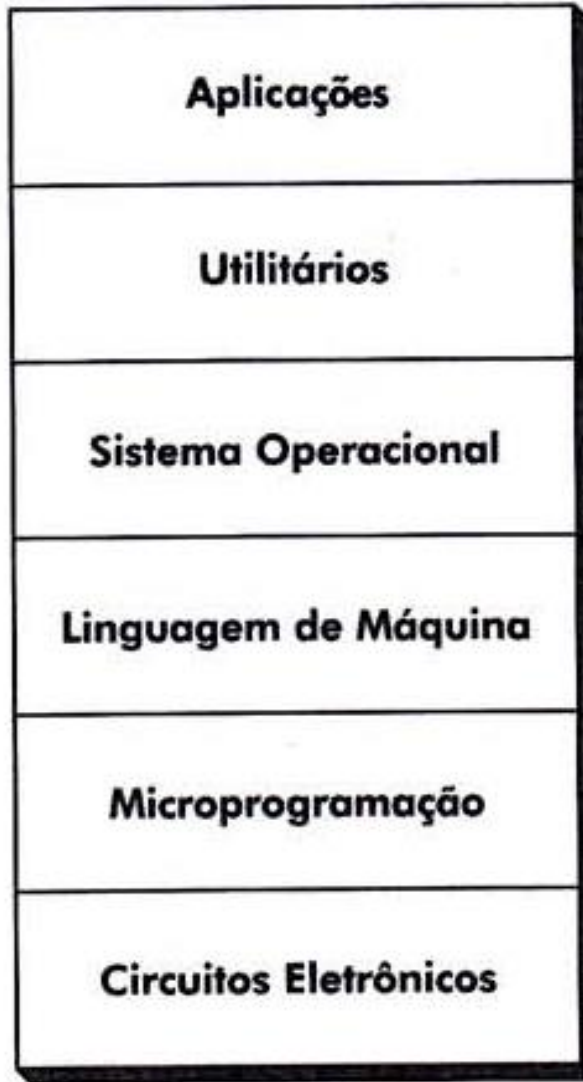 Aplicações
Utilitários
Sistema Operacional
Linguagem de Máquina
Microprogramação
Circuitos Eletrônicos